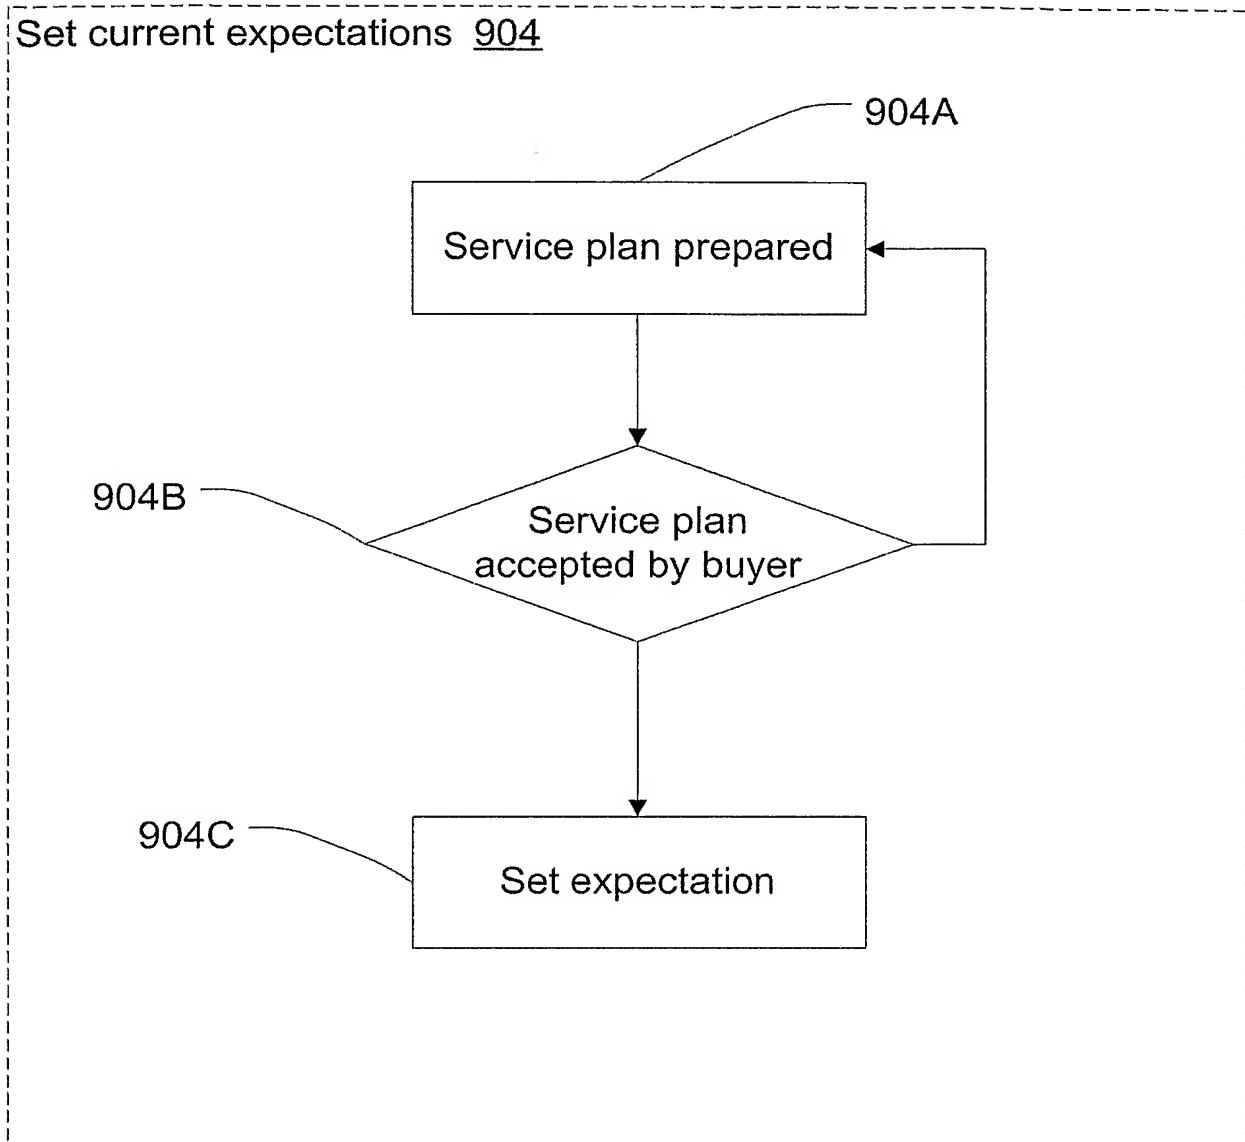 Set current expectations 904
904A
Service plan prepared
904B
Service plan
accepted by buyer
904C
Set expectation